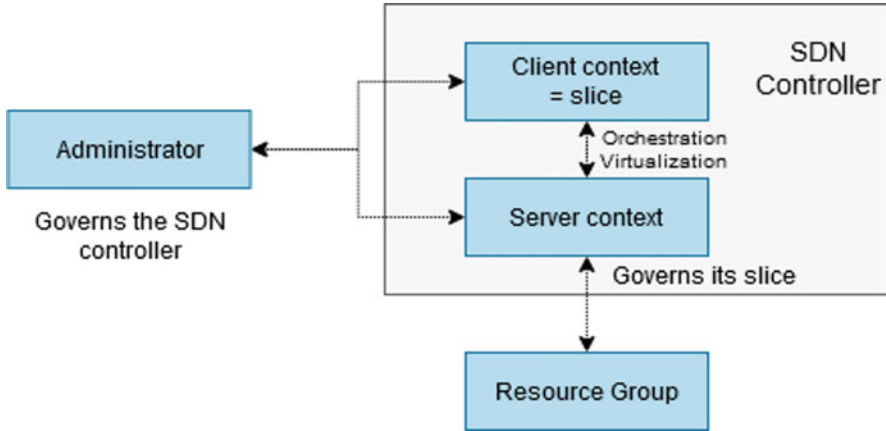 SDN
Controller
Client context
= slice
Orchestration
Virtualization
Administrator
Governs the SDN
controller
Server context
Governs its slice
Resource Group